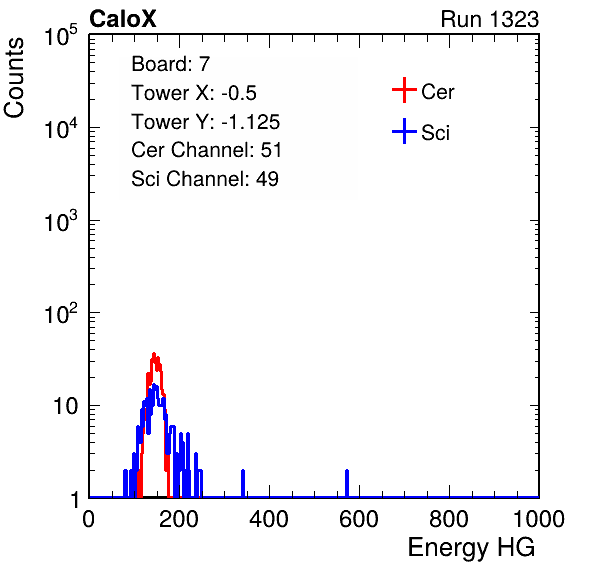 CaloX Run 1323
Counts
Board: 7
Tower X: -0.5
Tower Y: -1.125
Cer Channel: 51
Sci Channel: 49
Cer
Sci
10^5
10^4
10^3
10^2
10
1
0 200 400 600 800 1000
Energy HG